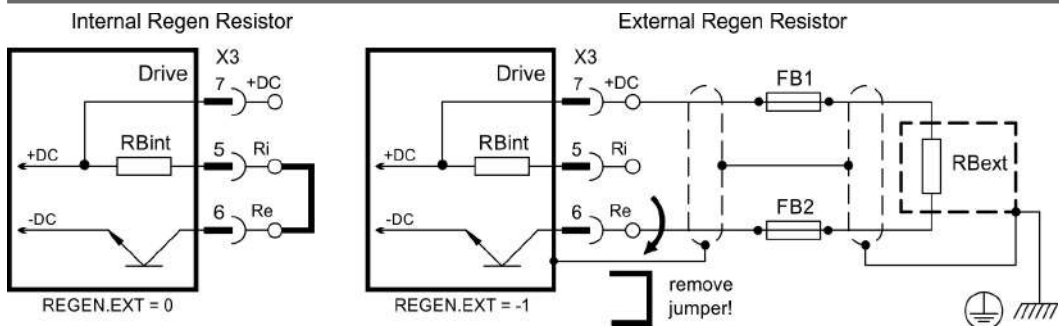 Internal Regen Resistor
Drive
X3
7
+DC
+DC
RBint
5
Ri
-DC
6
Re
REGEN.EXT = 0
External Regen Resistor
Drive
X3
7
+DC
FB1
+DC
RBint
5
Ri
RBext
-DC
6
Re
FB2
REGEN.EXT = -1
remove
jumper!